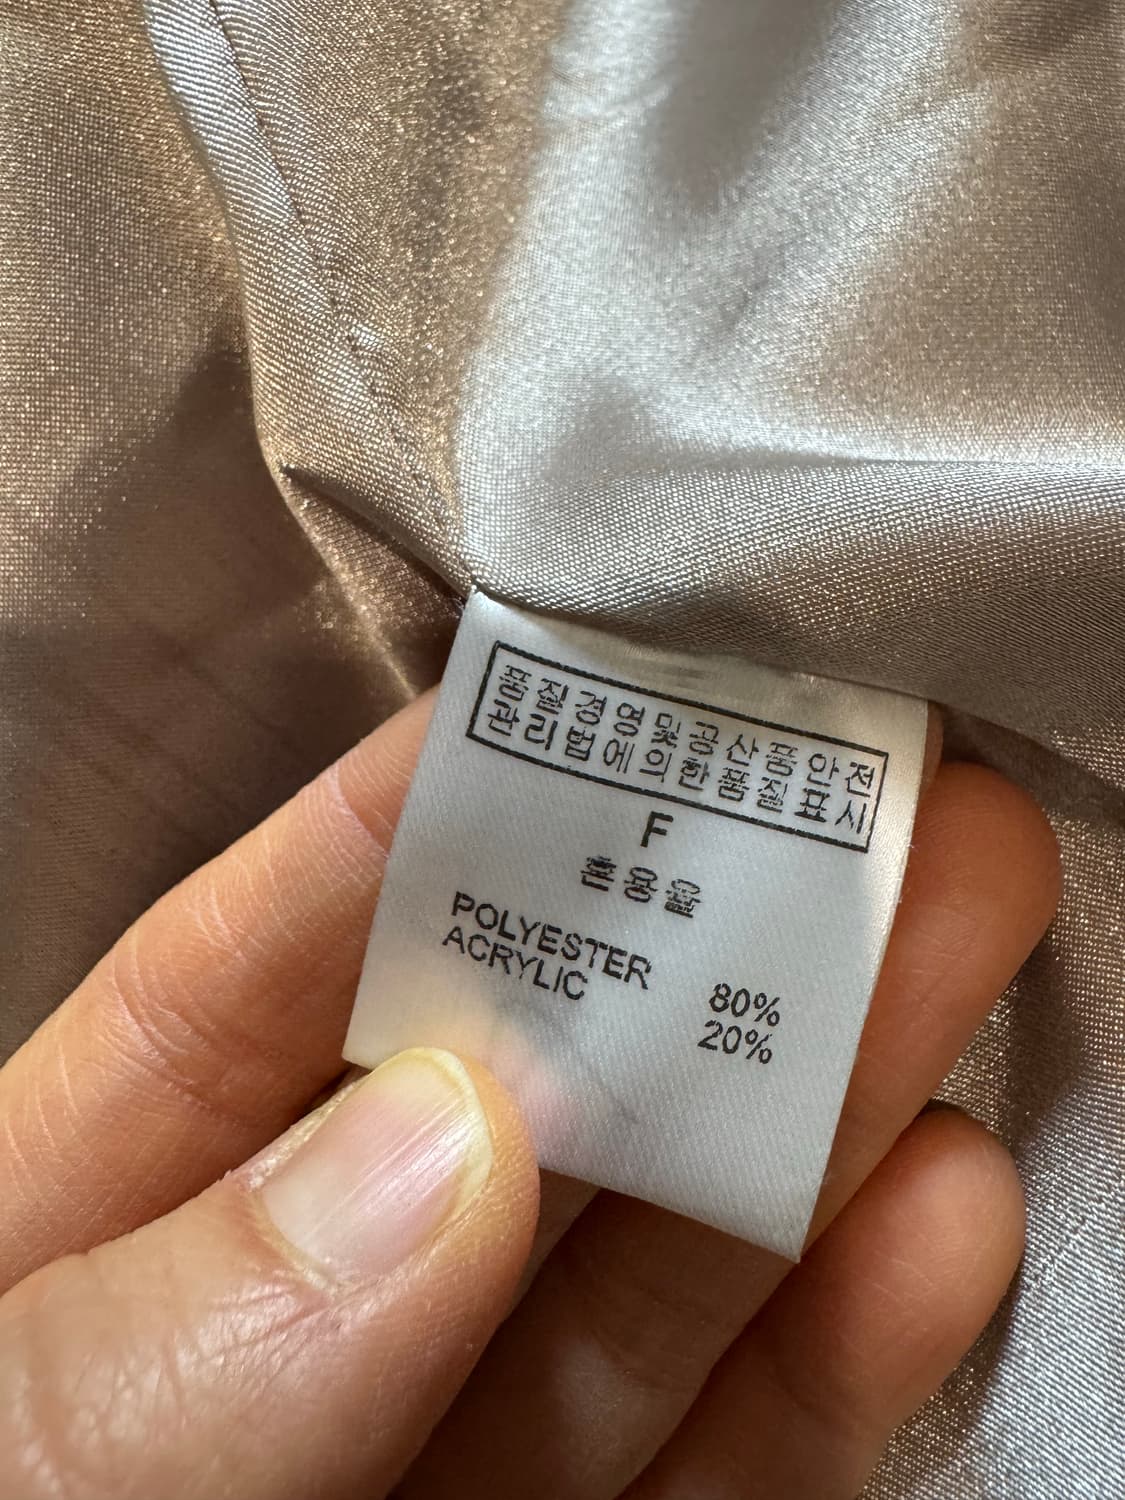 품질경영및공산품안전
관리법에의한품질표시
F
혼용율
POLYESTER 80%
ACRYLIC 20%